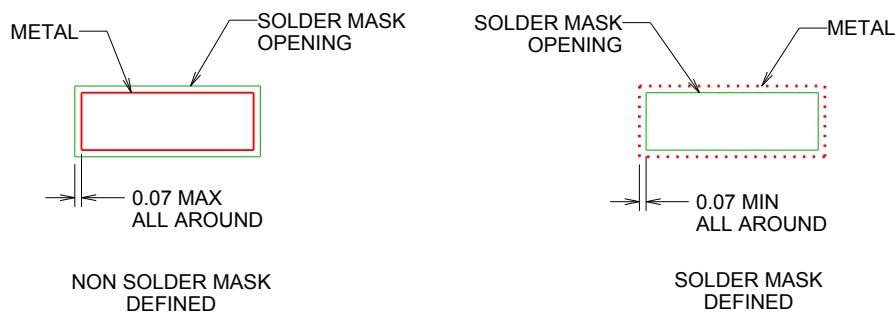 METAL
SOLDER MASK
OPENING
0.07 MAX
ALL AROUND
NON SOLDER MASK
DEFINED
SOLDER MASK
OPENING
METAL
0.07 MIN
ALL AROUND
SOLDER MASK
DEFINED